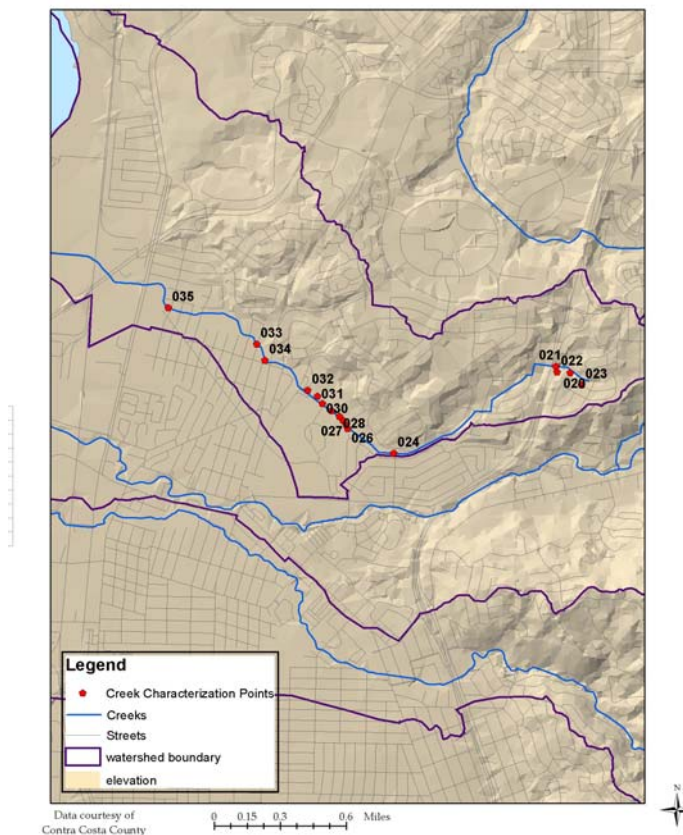 035
033
034
032
031
030
028
027
026
024
021
022
020
023
Legend
Creek Characterization Points
Creeks
Streets
watershed boundary
elevation
Data courtesy of
Contra Costa County
0 0.15 0.3 0.6 Miles
N